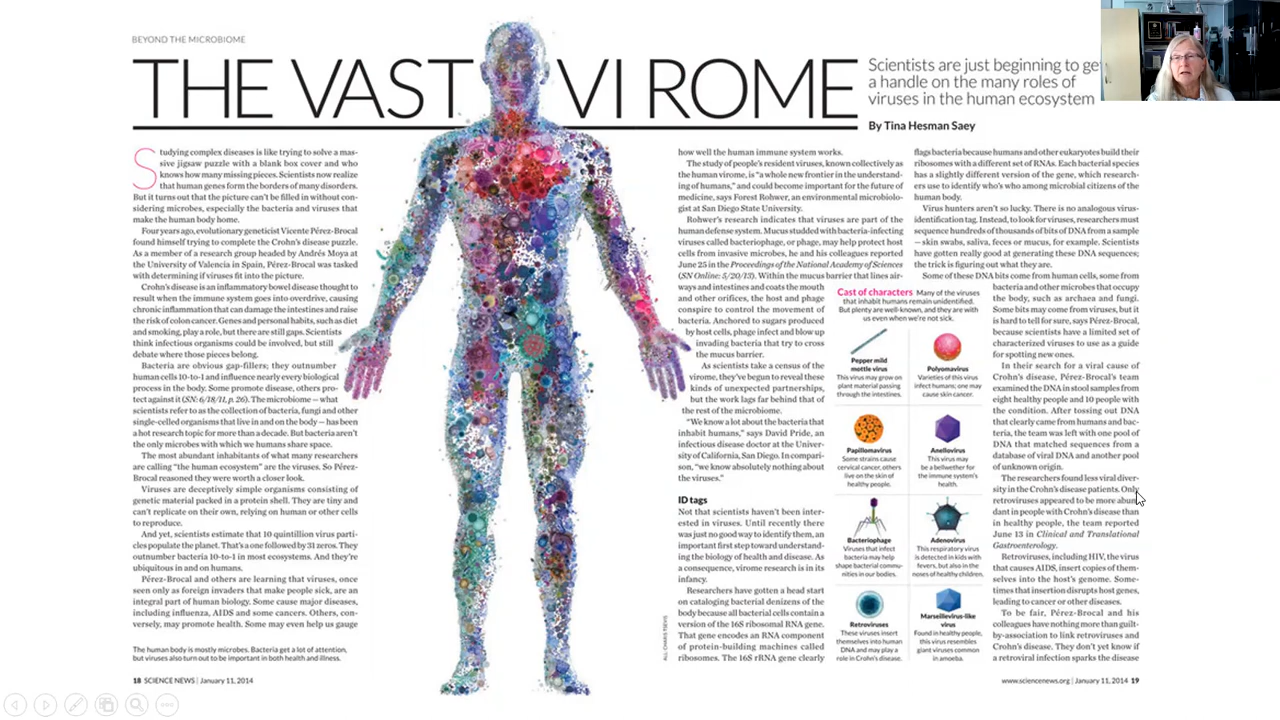 BEYOND THE MICROBIOME
THE VAST VIROME
Scientists are just beginning to ge
a handle on the many roles of
viruses in the human ecosystem
By Tina Hesman Saey
Studying complex diseases is like trying to solve a mas-
sive jigsaw puzzle with a blank box cover and who
knows how many missing pieces. Scientists now realize
that human genes form the borders of many disorders.
But it turns out that the picture can't be filled in without con-
sidering microbes, especially the bacteria and viruses that
make the human body home.
Four years ago, evolutionary geneticist Vicente Pérez-Brocal
found himself trying to complete the Crohn's disease puzzle.
As a member of a research group headed by Andrés Moya at
the University of Valencia in Spain, Pérez-Brocal was tasked
with determining if viruses fit into the picture.
Crohn's disease is an inflammatory bowel disease thought to
result when the immune system goes into overdrive, causing
chronic inflammation that can damage the intestines and raise
the risk of colon cancer. Genes and personal habits, such as diet
and smoking, play a role, but there are still gaps. Scientists
think infectious organisms could be involved, but still
debate where those pieces belong.
Bacteria are obvious gap-fillers; they outnumber
human cells 10-to-1 and influence nearly every biological
process in the body. Some promote disease, others pro-
tect against it (SN: 6/18/11, p. 26). The microbiome — what
scientists refer to as the collection of bacteria, fungi and other
single-celled organisms that live in and on the body — has been
a hot research topic for more than a decade. But bacteria aren't
the only microbes with which we humans share space.
The most abundant inhabitants of what many researchers
are calling "the human ecosystem" are the viruses. So Pérez-
Brocal reasoned they were worth a closer look.
Viruses are deceptively simple organisms consisting of
genetic material packed in a protein shell. They are tiny and
can't replicate on their own, relying on human or other cells
to reproduce.
And yet, scientists estimate that 10 quintillion virus parti-
cles populate the planet. That's a one followed by 31 zeros. They
outnumber bacteria 10-to-1 in most ecosystems. And they're
ubiquitous in and on humans.
Pérez-Brocal and others are learning that viruses, once
seen only as foreign invaders that make people sick, are an
integral part of human biology. Some cause major diseases,
including influenza, AIDS and some cancers. Others, con-
versely, may promote health. Some may even help us gauge
The human body is mostly microbes. Bacteria get a lot of attention,
but viruses also turn out to be important in both health and illness.
18 SCIENCE NEWS | January 11, 2014
ALL: CHARIS TSEVIS
how well the human immune system works.
The study of people's resident viruses, known collectively as
the human virome, is "a whole new frontier in the understand-
ing of humans," and could become important for the future of
medicine, says Forest Rohwer, an environmental microbiolo-
gist at San Diego State University.
Rohwer's research indicates that viruses are part of the
human defense system. Mucus studded with bacteria-infecting
viruses called bacteriophage, or phage, may help protect host
cells from invasive microbes, he and his colleagues reported
June 25 in the Proceedings of the National Academy of Sciences
(SN Online: 5/20/13). Within the mucus barrier that lines air-
ways and intestines and coats the mouth
and other orifices, the host and phage
conspire to control the movement of
bacteria. Anchored to sugars produced
by host cells, phage infect and blow up
invading bacteria that try to cross
the mucus barrier.
As scientists take a census of the
virome, they've begun to reveal these
kinds of unexpected partnerships,
but the work lags far behind that of
the rest of the microbiome.
"We know a lot about the bacteria that
inhabit humans," says David Pride, an
infectious disease doctor at the Univer-
sity of California, San Diego. In compari-
son, "we know absolutely nothing about
the viruses."
ID tags
Not that scientists haven't been inter-
ested in viruses. Until recently there
was just no good way to identify them, an
important first step toward understand-
ing the biology of health and disease. As
a consequence, virome research is in its
infancy.
Researchers have gotten a head start
on cataloging bacterial denizens of the
body because all bacterial cells contain a
version of the 16S ribosomal RNA gene.
That gene encodes an RNA component
of protein-building machines called
ribosomes. The 16S rRNA gene clearly
Cast of characters Many of the viruses
that inhabit humans remain unidentified.
But plenty are well-known, and they are with
us even when we're not sick.
Pepper mild
mottle virus
This virus may grow on
plant material passing
through the intestines.
Polyomavirus
Varieties of this virus
infect humans; one may
cause skin cancer.
Papillomavirus
Some strains cause
cervical cancer, others
live on the skin of
healthy people.
Anellovirus
This virus may
be a bellwether for
the immune system's
health.
Bacteriophage
Viruses that infect
bacteria may help
shape bacterial commu-
nities in our bodies.
Adenovirus
This respiratory virus
is detected in kids with
fevers, but also in the
noses of healthy children.
Retroviruses
These viruses insert
themselves into human
DNA and may play a
role in Crohn's disease.
Marseillevirus-like
virus
Found in healthy people,
this virus resembles
giant viruses common
in amoeba.
flags bacteria because humans and other eukaryotes build their
ribosomes with a different set of RNAs. Each bacterial species
has a slightly different version of the gene, which research-
ers use to identify who's who among microbial citizens of the
human body.
Virus hunters aren't so lucky. There is no analogous virus-
identification tag. Instead, to look for viruses, researchers must
sequence hundreds of thousands of bits of DNA from a sample
— skin swabs, saliva, feces or mucus, for example. Scientists
have gotten really good at generating these DNA sequences;
the trick is figuring out what they are.
Some of these DNA bits come from human cells, some from
bacteria and other microbes that occupy
the body, such as archaea and fungi.
Some bits may come from viruses, but it
is hard to tell for sure, says Pérez-Brocal,
because scientists have a limited set of
characterized viruses to use as a guide
for spotting new ones.
In their search for a viral cause of
Crohn's disease, Pérez-Brocal's team
examined the DNA in stool samples from
eight healthy people and 10 people with
the condition. After tossing out DNA
that clearly came from humans and bac-
teria, the team was left with one pool of
DNA that matched sequences from a
database of viral DNA and another pool
of unknown origin.
The researchers found less viral diver-
sity in the Crohn's disease patients. Only
retroviruses appeared to be more abun-
dant in people with Crohn's disease than
in healthy people, the team reported
June 13 in Clinical and Translational
Gastroenterology.
Retroviruses, including HIV, the virus
that causes AIDS, insert copies of them-
selves into the host's genome. Some-
times that insertion disrupts host genes,
leading to cancer or other diseases.
To be fair, Pérez-Brocal and his
colleagues have nothing more than guilt-
by-association to link retroviruses and
Crohn's disease. They don't yet know if
a retroviral infection sparks the disease
www.sciencenews.org | January 11, 2014 19